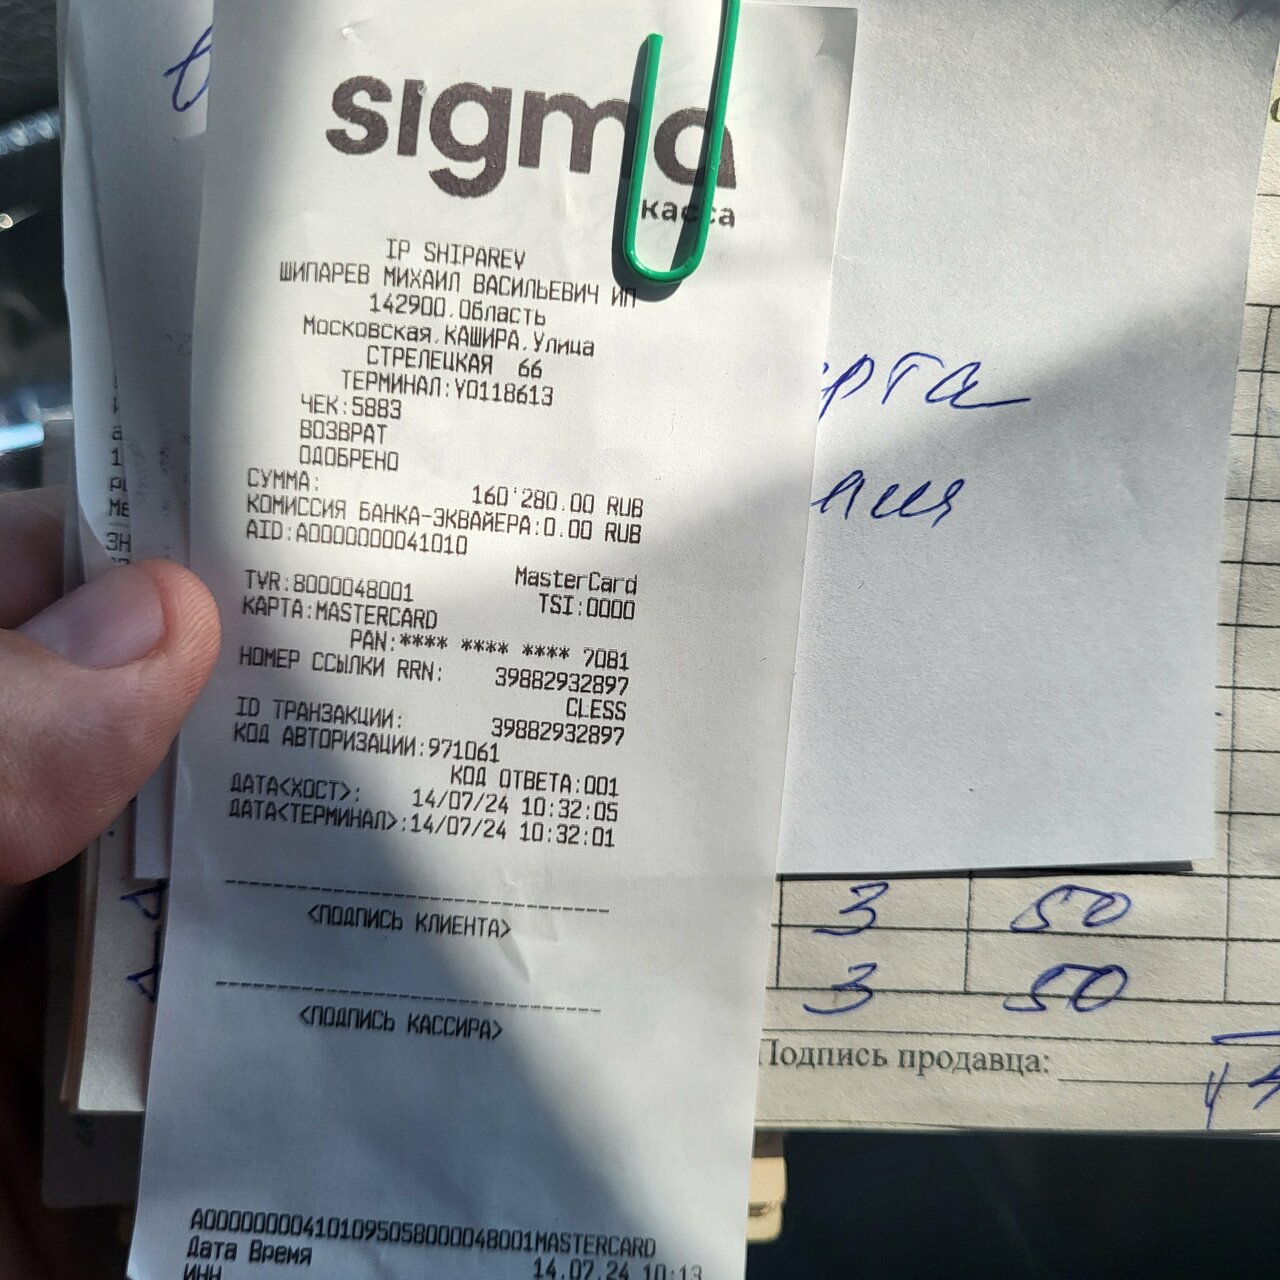 sigma
касса
IP SHIPAREV
ШИПАРЕВ МИХАИЛ ВАСИЛЬЕВИЧ ИП
142900,Область
Московская,КАШИРА,Улица
СТРЕЛЕЦКАЯ 66
ТЕРМИНАЛ:Y0118613
ЧЕК:5883
ВОЗВРАТ
ОДОБРЕНО
СУММА:
160'280.00 RUB
КОМИССИЯ БАНКА-ЭКВАЙЕРА:0.00 RUB
AID:A0000000041010
MasterCard
TVR:8000048001
TSI:0000
КАРТА:MASTERCARD
PAN:**** **** **** 7081
НОМЕР ССЫЛКИ RRN:
39882932897
CLESS
ID ТРАНЗАКЦИИ:
39882932897
КОД АВТОРИЗАЦИИ:971061
КОД ОТВЕТА:001
ДАТА<ХОСТ>:
14/07/24 10:32:05
ДАТА<ТЕРМИНАЛ>:14/07/24 10:32:01
<ПОДПИСЬ КЛИЕНТА>
<ПОДПИСЬ КАССИРА>
A000000004101095058000048001MASTERCARD
Дата Время
14.07.24 10:13
ИНН
3 50
3 50
Подпись продавца: